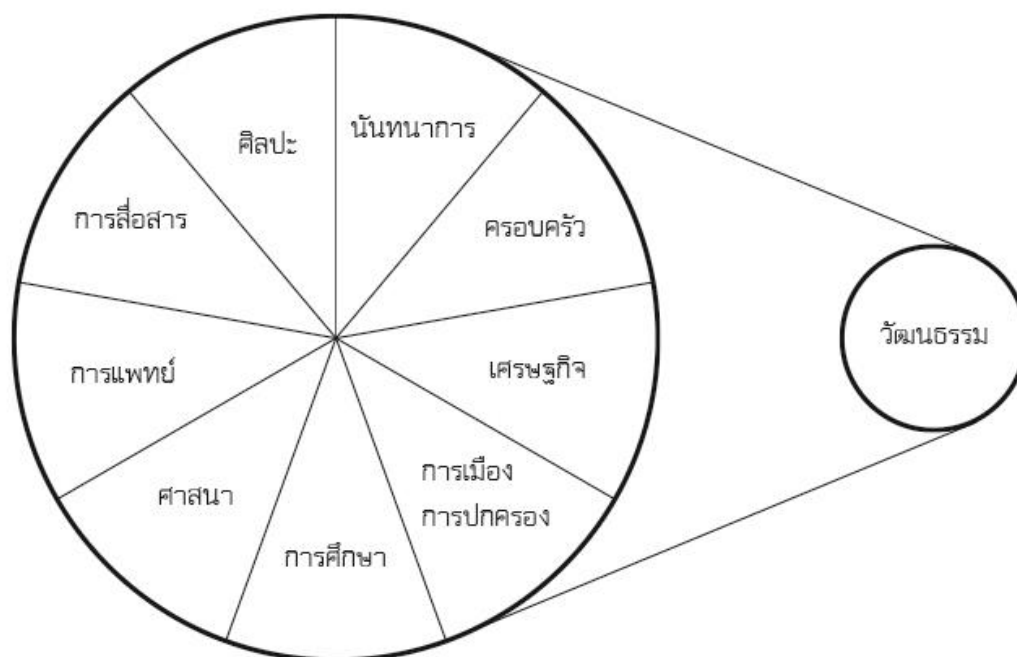 ศิลปะ
นันทนาการ
ครอบครัว
เศรษฐกิจ
การเมือง
การปกครอง
การศึกษา
ศาสนา
การแพทย์
การสื่อสาร
วัฒนธรรม